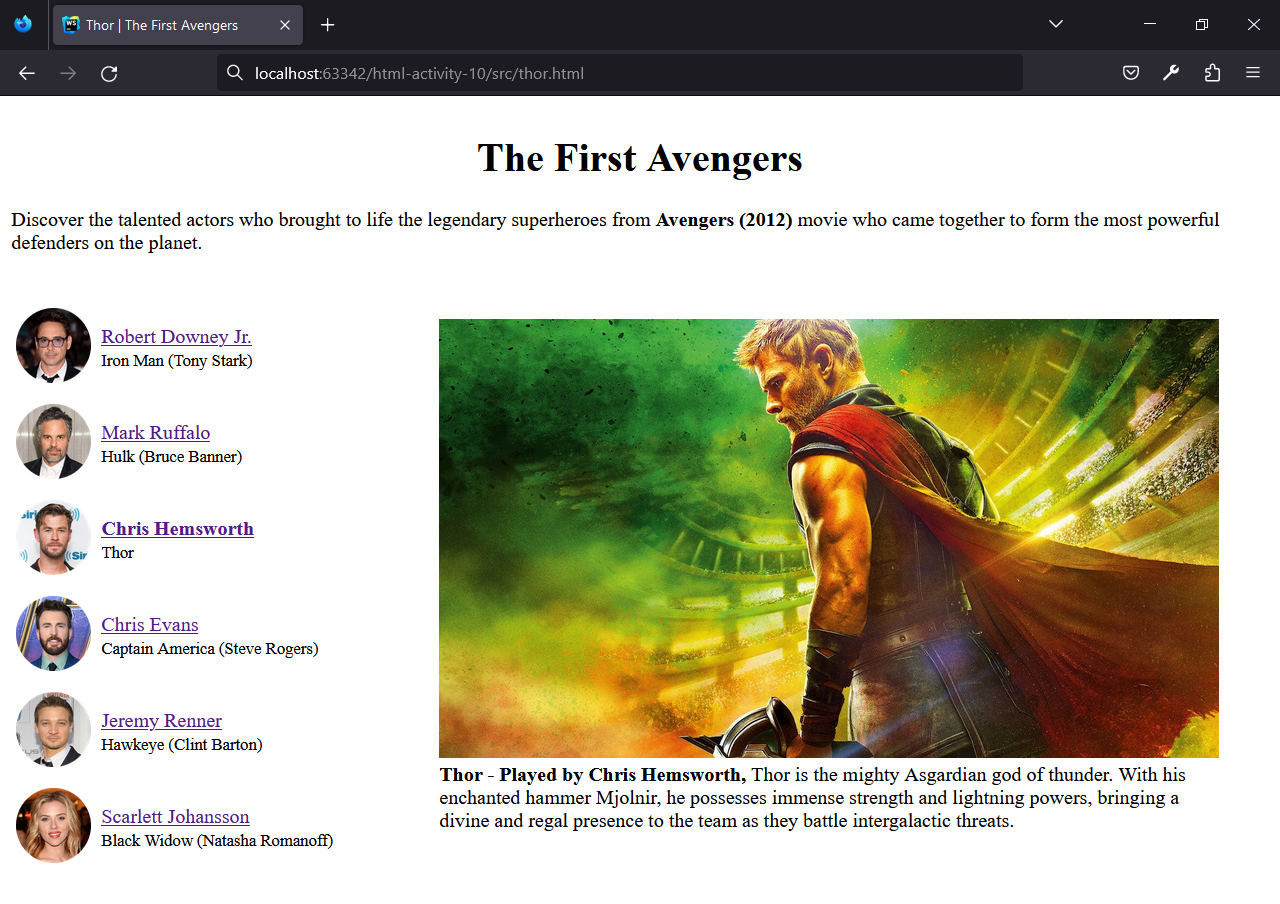 Thor | The First Avengers
localhost:63342/html-activity-10/src/thor.html
The First Avengers
Discover the talented actors who brought to life the legendary superheroes from Avengers (2012) movie who came together to form the most powerful
defenders on the planet.
Robert Downey Jr.
Iron Man (Tony Stark)
Mark Ruffalo
Hulk (Bruce Banner)
Chris Hemsworth
Thor
Chris Evans
Captain America (Steve Rogers)
Jeremy Renner
Hawkeye (Clint Barton)
Scarlett Johansson
Black Widow (Natasha Romanoff)
Thor - Played by Chris Hemsworth, Thor is the mighty Asgardian god of thunder. With his
enchanted hammer Mjolnir, he possesses immense strength and lightning powers, bringing a
divine and regal presence to the team as they battle intergalactic threats.